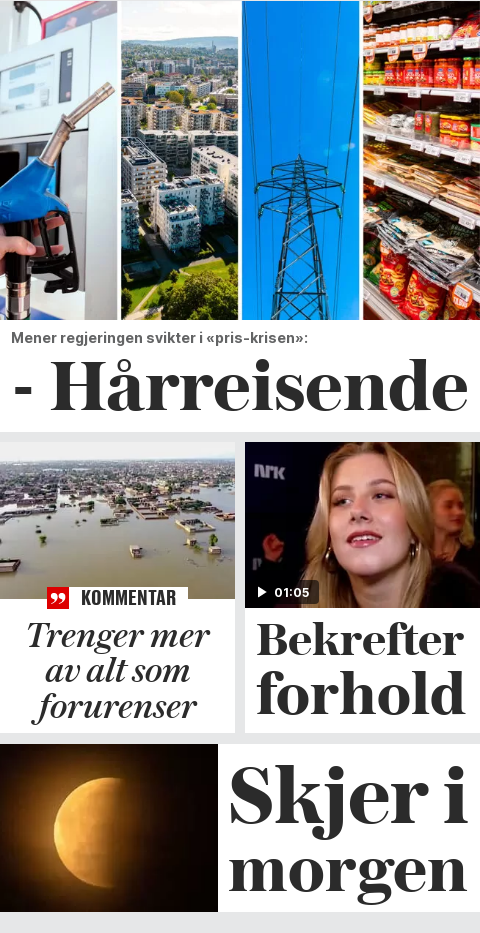 Mener regjeringen svikter i «pris-krisen»:
- Hårreisende
KOMMENTAR
Trenger mer
av alt som
forurenser
NRK
01:05
Bekrefter
forhold
Skjer i
morgen